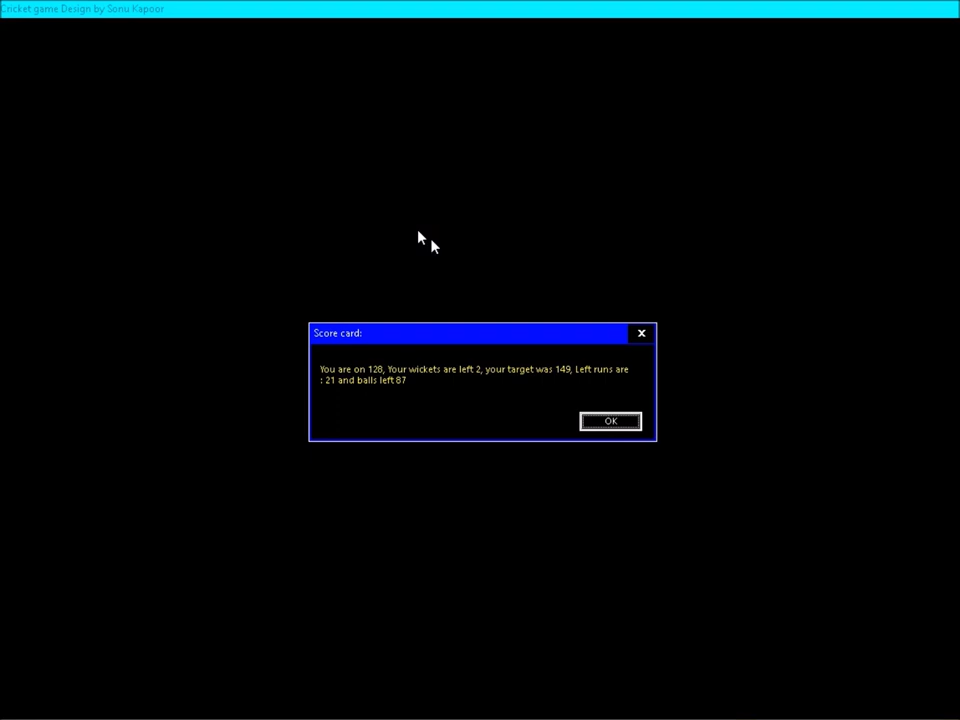 Cricket game Design by Sonu Kapoor
Score card:
You are on 128, Your wickets are left 2, your target was 149, Left runs are
: 21 and balls left 87
OK